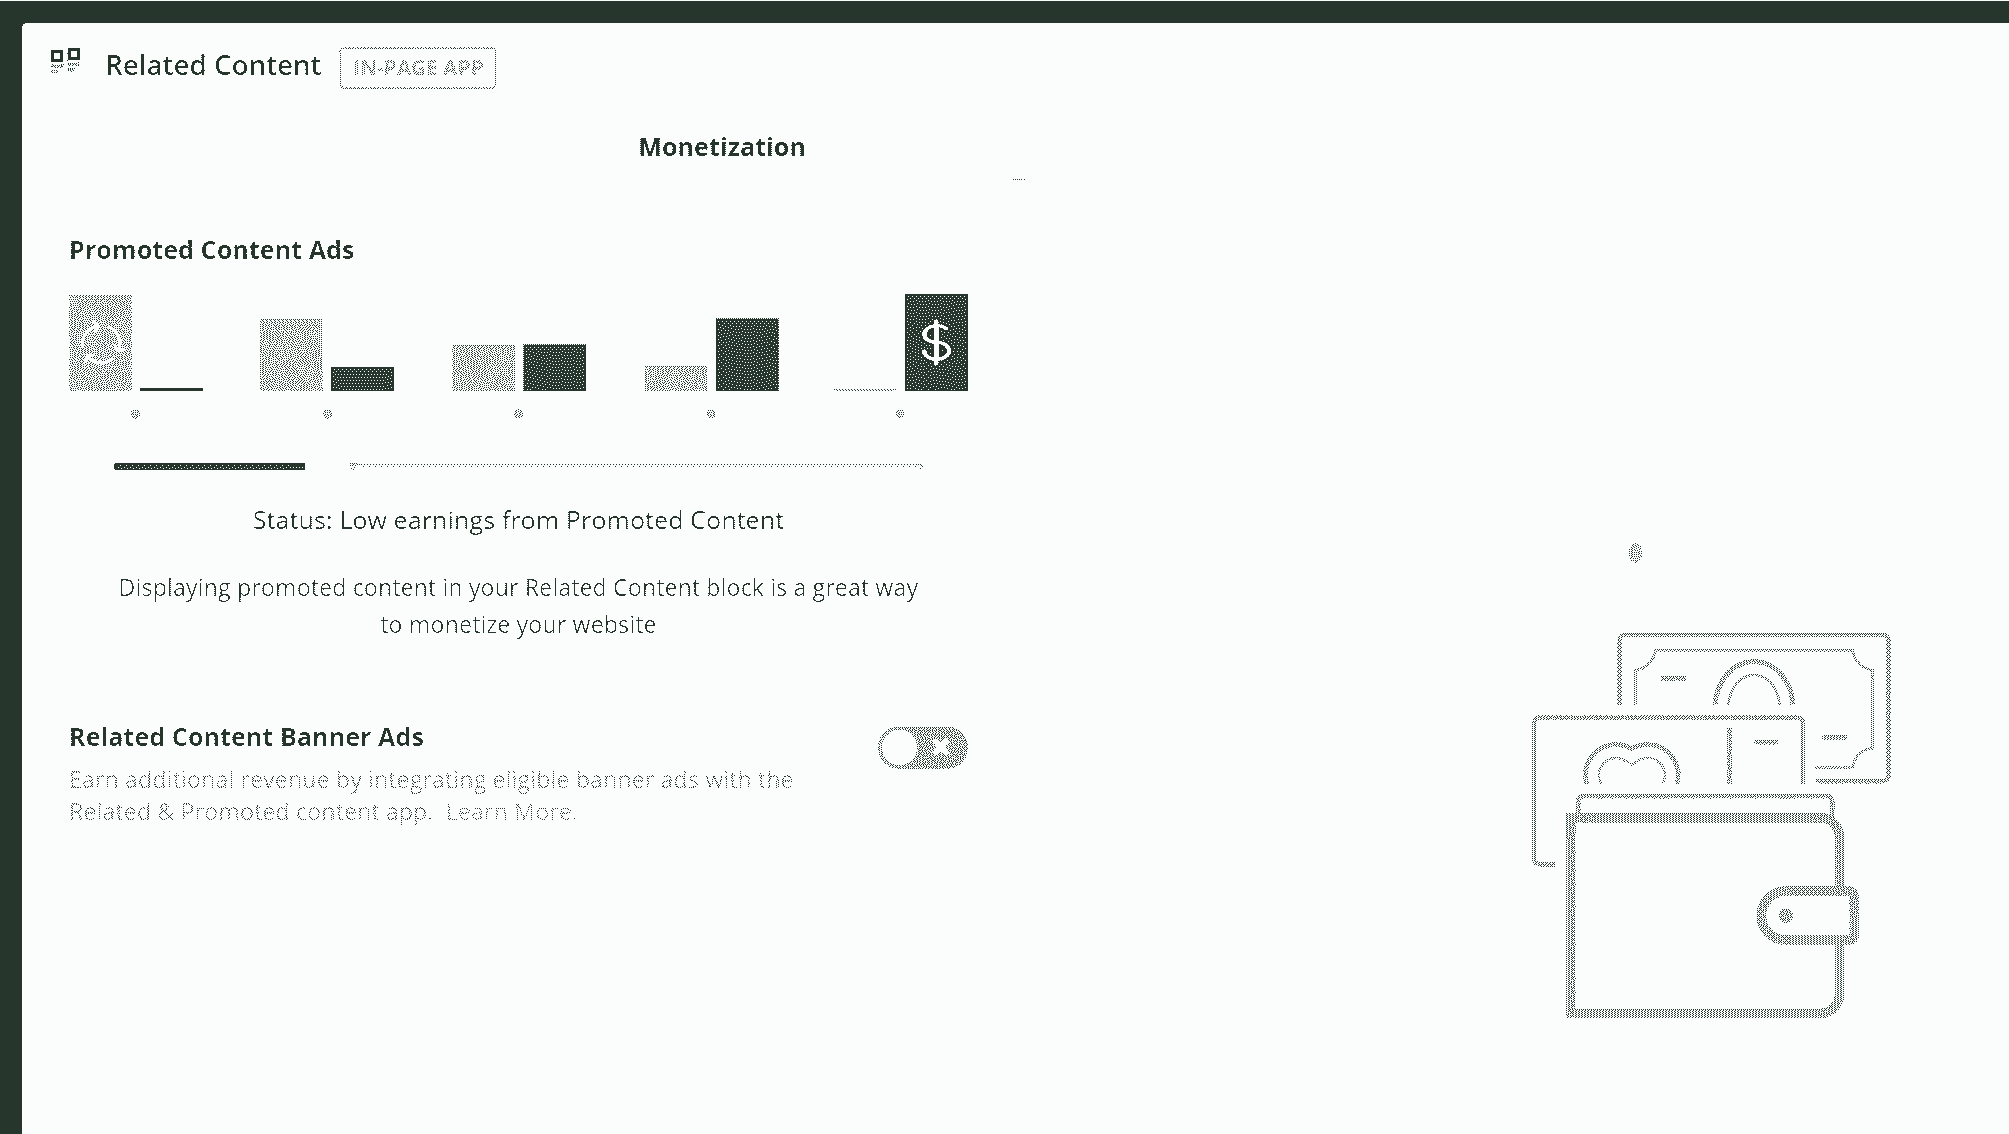 Related Content IN-PAGE APP
Monetization
Promoted Content Ads
$
Status: Low earnings from Promoted Content
Displaying promoted content in your Related Content block is a great way
to monetize your website
Related Content Banner Ads
Earn additional revenue by integrating eligible banner ads with the
Related & Promoted content app. Learn More.